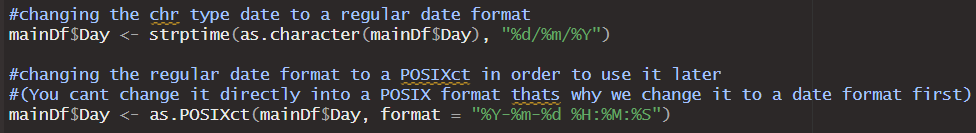 #changing the chr type date to a regular date format
mainDf$Day <- strptime(as.character(mainDf$Day), "%d/%m/%Y")
#changing the regular date format to a POSIXct in order to use it later
#(You cant change it directly into a POSIX format thats why we change it to a date format first)
mainDf$Day <- as.POSIXct(mainDf$Day, format = "%Y-%m-%d %H:%M:%S")